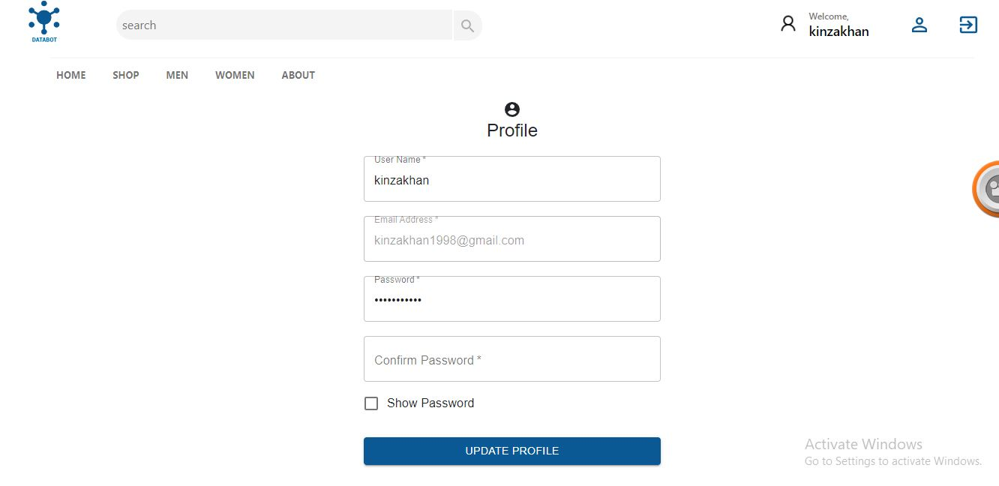 DATABOT
search
Welcome,
kinzakhan
HOME SHOP MEN WOMEN ABOUT
Profile
User Name *
kinzakhan
Email Address *
kinzakhan1998@gmail.com
Password *
•••••••••••
Confirm Password *
Show Password
UPDATE PROFILE
Activate Windows
Go to Settings to activate Windows.